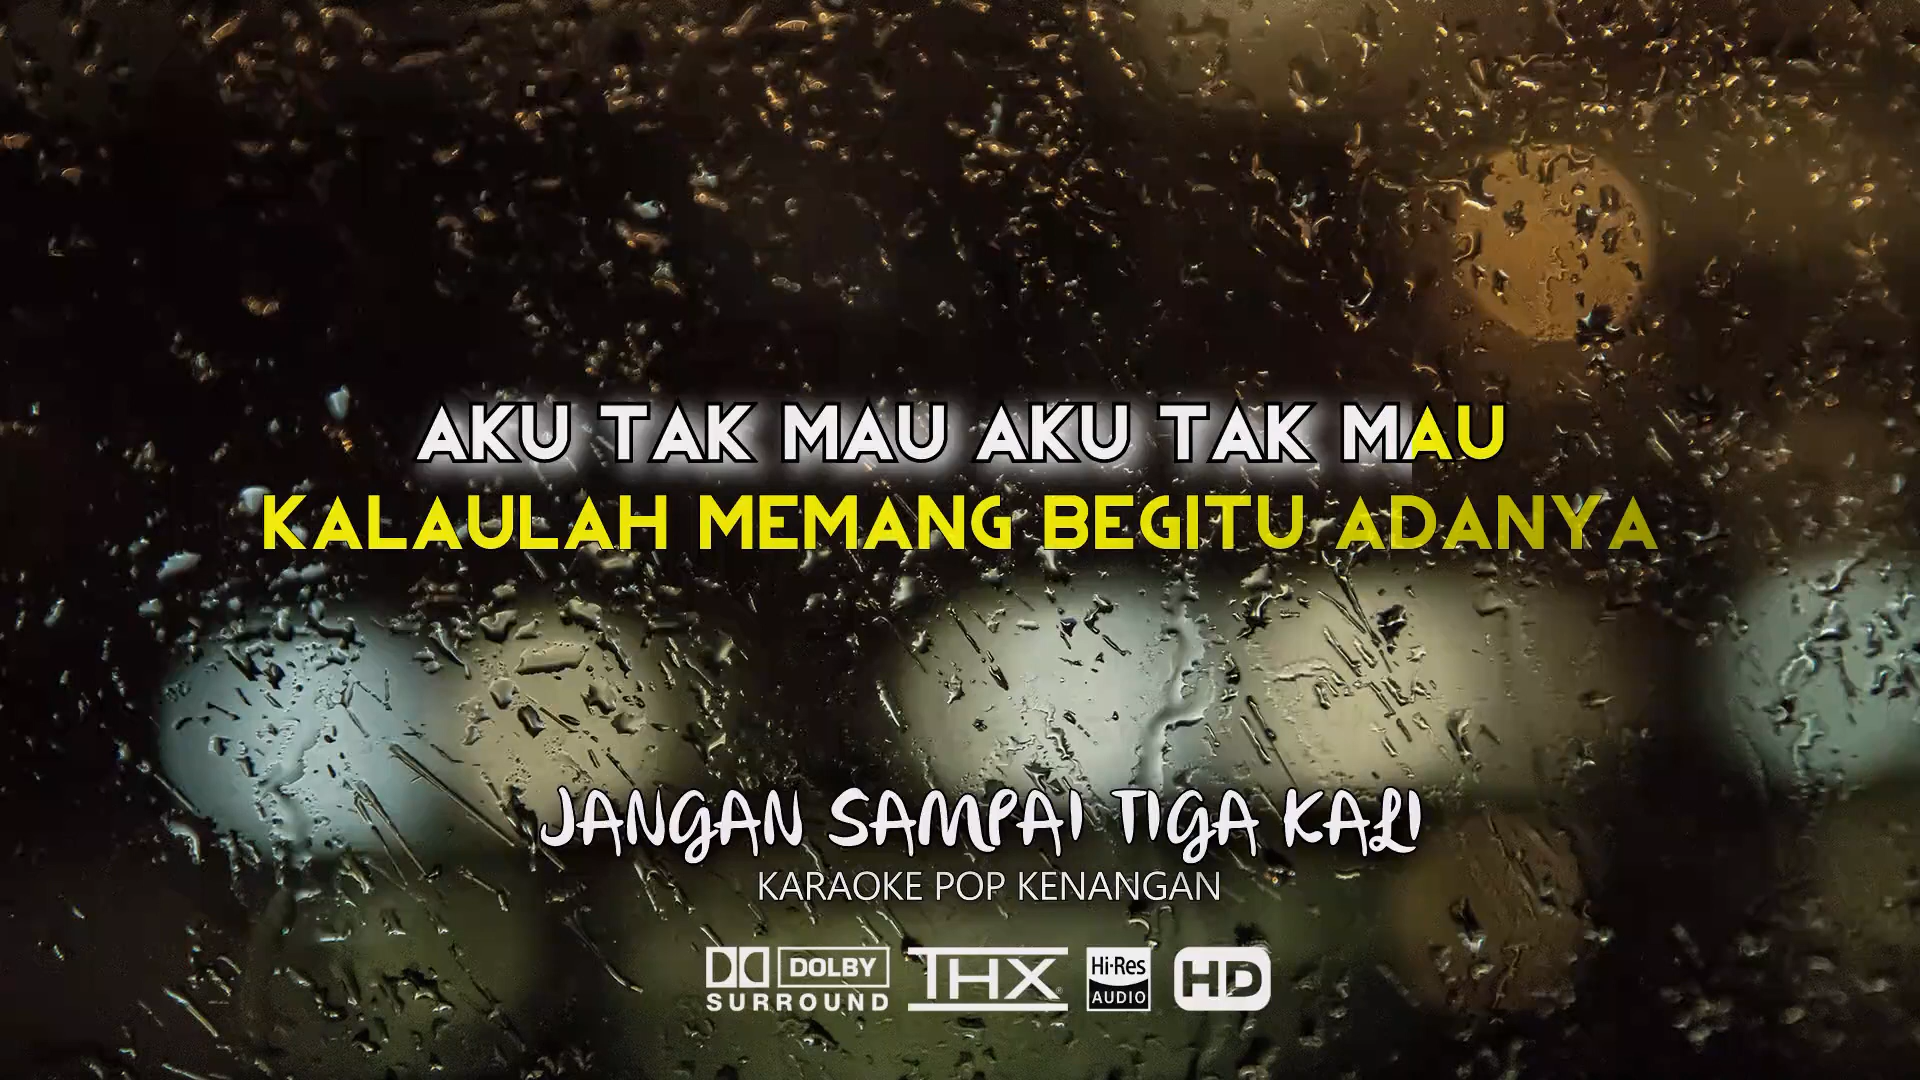 AKU TAK MAU AKU TAK MAU
KALAULAH MEMANG BEGITU ADANYA
JANGAN SAMPAI TIGA KALI
KARAOKE POP KENANGAN
DOLBY SURROUND
THX
Hi-Res AUDIO
HD